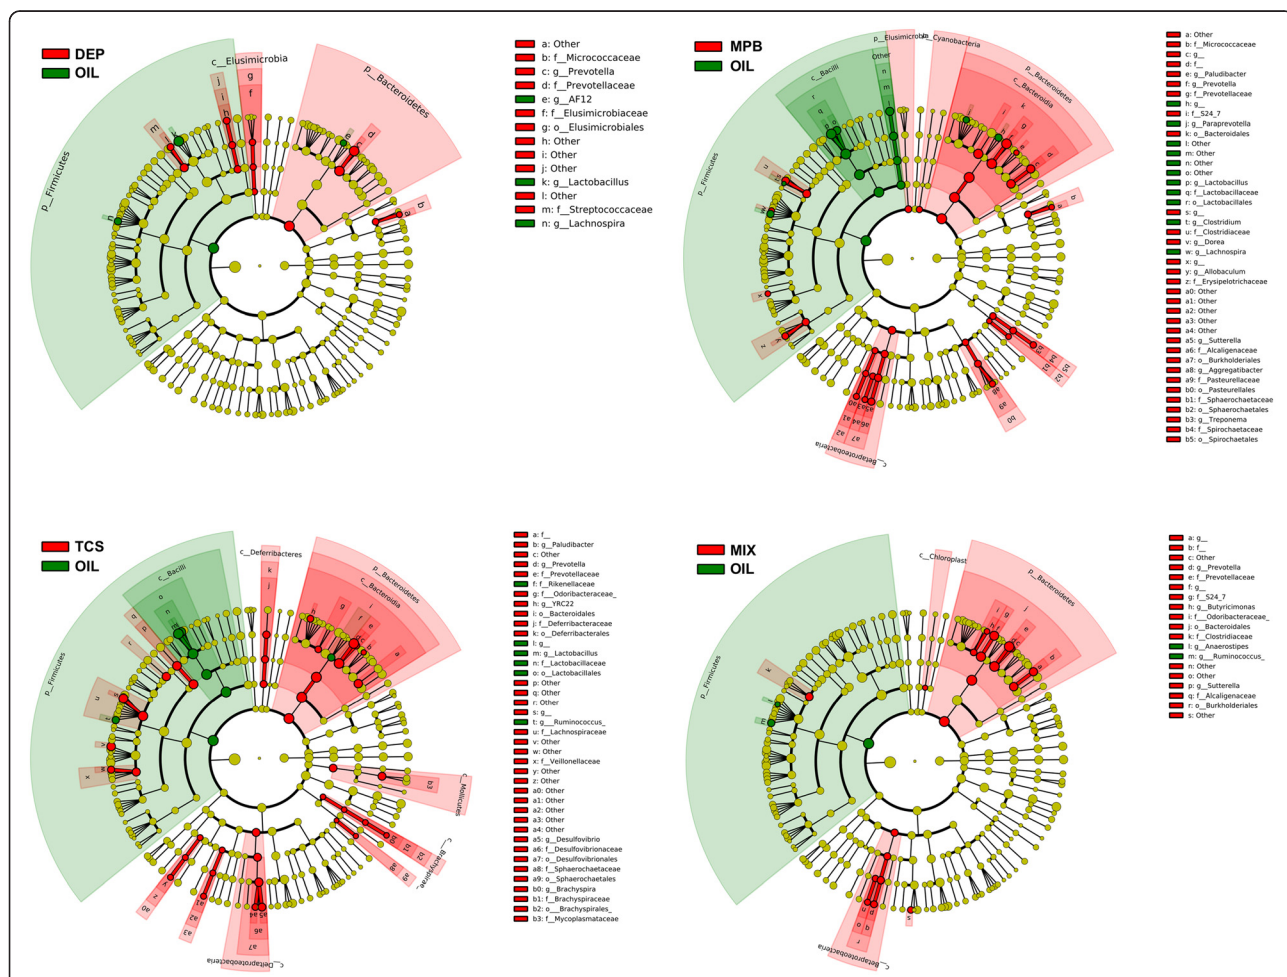 DEP
OIL
c__Elusimicrobia
p__Bacteroidetes
p__Firmicutes
a: Other
b: f__Micrococcaceae
c: g__Prevotella
d: f__Prevotellaceae
e: g__AF12
f: f__Elusimicrobiaceae
g: o__Elusimicrobiales
h: Other
i: Other
j: Other
k: g__Lactobacillus
l: Other
m: f__Streptococcaceae
n: g__Lachnospira
MPB
OIL
p__Elusimicrobia
p__Cyanobacteria
p__Bacteroidetes
c__Bacteroidia
Other
c__Bacilli
p__Firmicutes
c__Betaproteobacteria
a: Other
b: f__Micrococcaceae
c: g__
d: f__
e: g__Paludibacter
f: g__Prevotella
g: f__Prevotellaceae
h: g__
i: f__S24_7
j: g__Paraprevotella
k: o__Bacteroidales
l: Other
m: Other
n: Other
o: Other
p: g__Lactobacillus
q: f__Lactobacillaceae
r: o__Lactobacillales
s: g__
t: g__Clostridium
u: f__Clostridiaceae
v: g__Dorea
w: g__Lachnospira
x: g__
y: g__Allobaculum
z: f__Erysipelotrichaceae
a0: Other
a1: Other
a2: Other
a3: Other
a4: Other
a5: g__Sutterella
a6: f__Alcaligenaceae
a7: o__Burkholderiales
a8: g__Aggregatibacter
a9: f__Pasteurellaceae
b0: o__Pasteurellales
b1: f__Sphaerochaetaceae
b2: o__Sphaerochaetales
b3: g__Treponema
b4: f__Spirochaetaceae
b5: o__Spirochaetales
TCS
OIL
c__Deferribacteres
p__Bacteroidetes
c__Bacteroidia
c__Bacilli
p__Firmicutes
c__Mollicutes
c__Brachyspirae_
c__Deltaproteobacteria
a: f__
b: g__Paludibacter
c: Other
d: g__Prevotella
e: f__Prevotellaceae
f: f__Rikenellaceae
g: f__Odoribacteraceae_
h: g__YRC22
i: o__Bacteroidales
j: f__Deferribacteraceae
k: o__Deferribacterales
l: g__
m: g__Lactobacillus
n: f__Lactobacillaceae
o: o__Lactobacillales
p: Other
q: Other
r: Other
s: g__
t: g___Ruminococcus_
u: f__Lachnospiraceae
v: Other
w: Other
x: f__Veillonellaceae
y: Other
z: Other
a0: Other
a1: Other
a2: Other
a3: Other
a4: Other
a5: g__Desulfovibrio
a6: f__Desulfovibrionaceae
a7: o__Desulfovibrionales
a8: f__Sphaerochaetaceae
a9: o__Sphaerochaetales
b0: g__Brachyspira
b1: f__Brachyspiraceae
b2: o___Brachyspirales_
b3: f__Mycoplasmataceae
MIX
OIL
c__Chloroplast
p__Bacteroidetes
p__Firmicutes
c__Betaproteobacteria
a: g__
b: f__
c: Other
d: g__Prevotella
e: f__Prevotellaceae
f: g__
g: f__S24_7
h: g__Butyricimonas
i: f___Odoribacteraceae_
j: o__Bacteroidales
k: f__Clostridiaceae
l: g__Anaerostipes
m: g___Ruminococcus_
n: Other
o: Other
p: g__Sutterella
q: f__Alcaligenaceae
r: o__Burkholderiales
s: Other